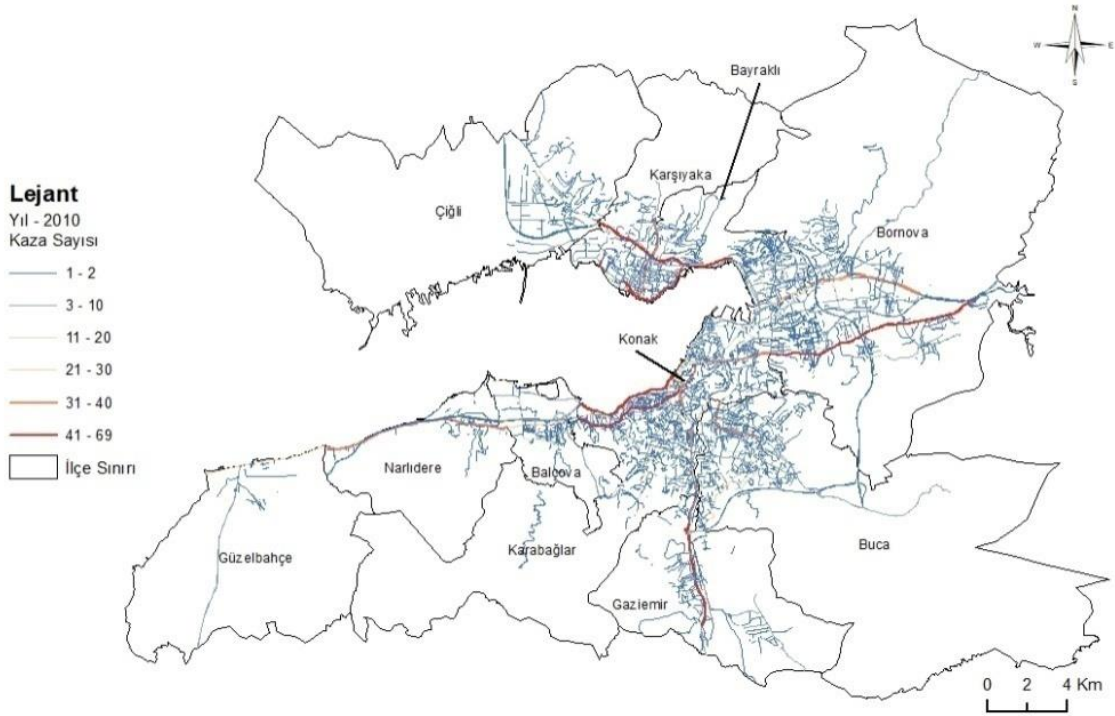 N
W
E
S
Bayraklı
Karşıyaka
Çiğli
Bornova
Lejant
Yıl - 2010
Kaza Sayısı
1 - 2
3 - 10
11 - 20
21 - 30
31 - 40
41 - 69
İlçe Sınırı
Konak
Narlıdere
Balçova
Güzelbahçe
Karabağlar
Buca
Gaziemir
0 2 4 Km